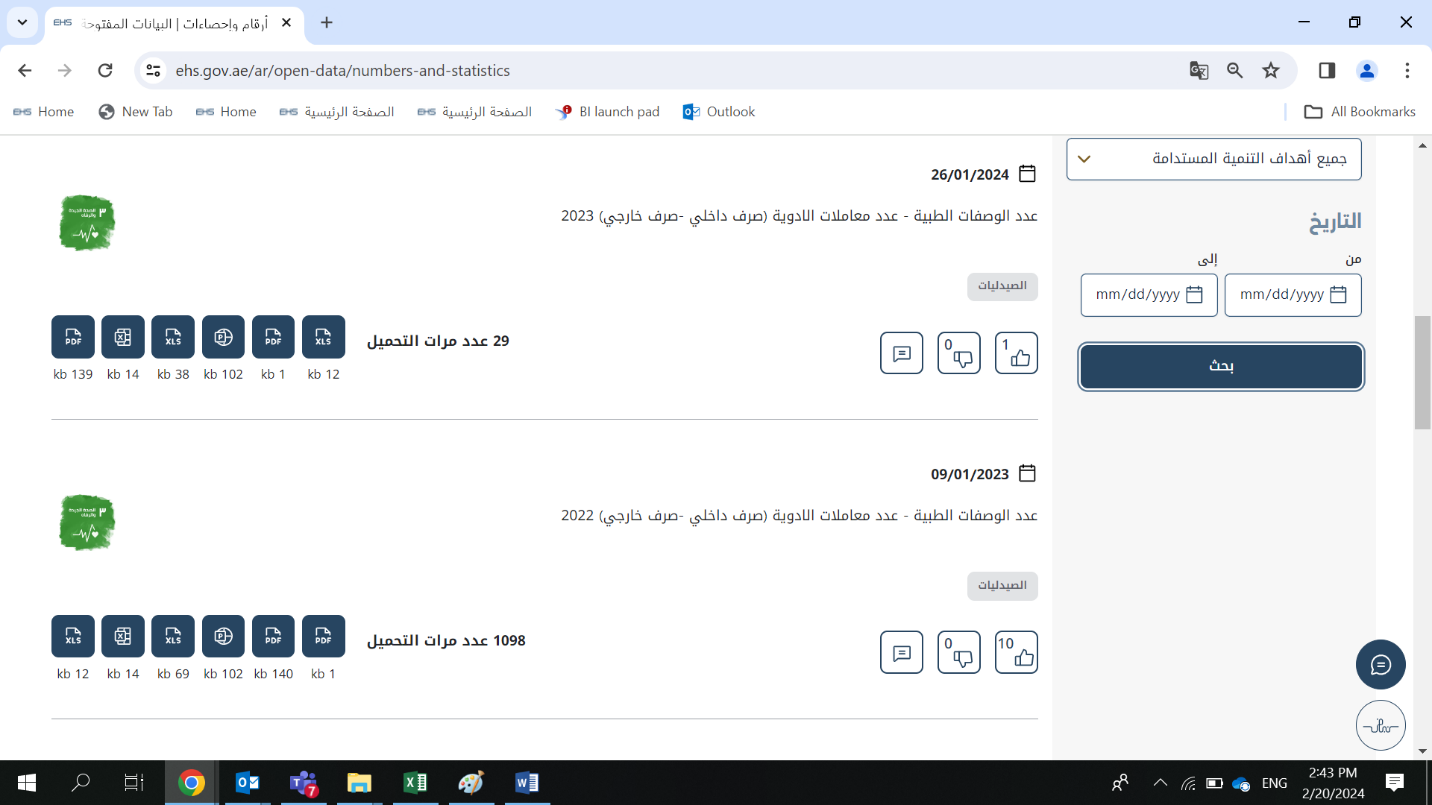 أرقام وإحصاءات | البيانات المفتوحة
ehs.gov.ae/ar/open-data/numbers-and-statistics
Home
New Tab
Home
الصفحة الرئيسية
الصفحة الرئيسية
BI launch pad
Outlook
All Bookmarks
جميع أهداف التنمية المستدامة
التاريخ
من
إلى
mm/dd/yyyy
mm/dd/yyyy
بحث
26/01/2024
عدد الوصفات الطبية - عدد معاملات الادوية (صرف داخلي -صرف خارجي) 2023
الصيدليات
1
0
29 عدد مرات التحميل
PDF
XLS
PDF
XLS
kb 139
kb 14
kb 38
kb 102
kb 1
kb 12
09/01/2023
عدد الوصفات الطبية - عدد معاملات الادوية (صرف داخلي -صرف خارجي) 2022
الصيدليات
10
0
1098 عدد مرات التحميل
XLS
XLS
PDF
PDF
kb 12
kb 14
kb 69
kb 102
kb 140
kb 1
7
ENG
2:43 PM
2/20/2024